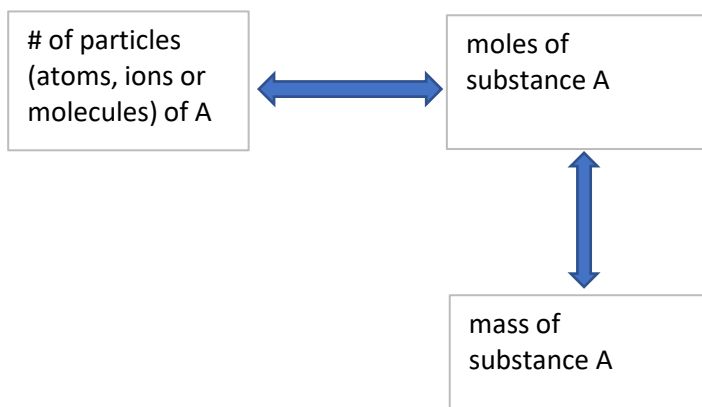 # of particles
(atoms, ions or
molecules) of A
moles of
substance A
mass of
substance A